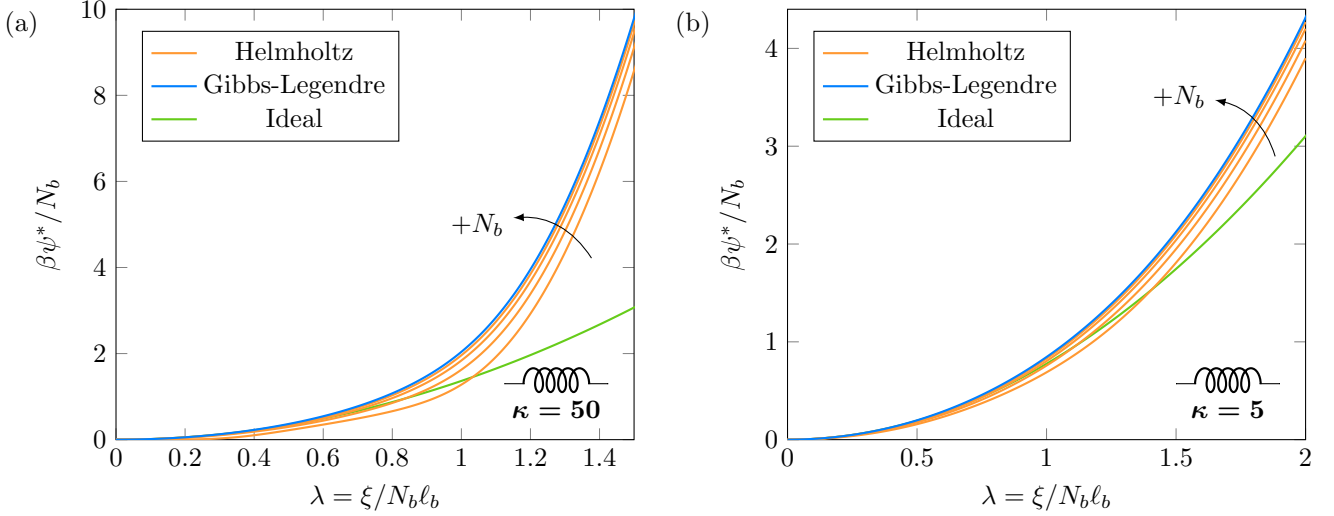 (a)
10
8
6
4
2
0
βψ*/N_b
Helmholtz
Gibbs-Legendre
Ideal
+N_b
κ = 50
0 0.2 0.4 0.6 0.8 1 1.2 1.4
λ = ξ/N_bℓ_b
(b)
4
3
2
1
0
βψ*/N_b
Helmholtz
Gibbs-Legendre
Ideal
+N_b
κ = 5
0 0.5 1 1.5 2
λ = ξ/N_bℓ_b